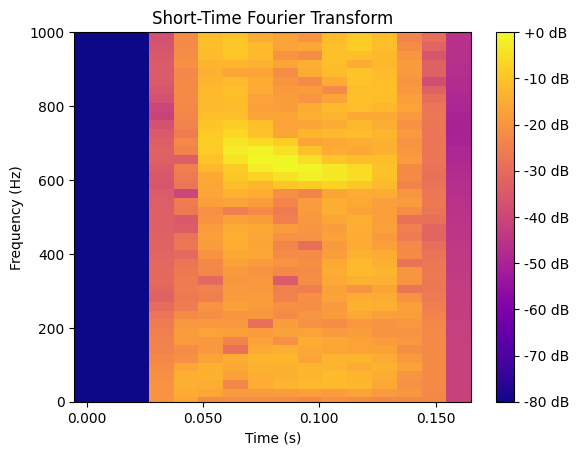 Short-Time Fourier Transform
1000
800
600
400
200
0
Frequency (Hz)
0.000
0.050
0.100
0.150
Time (s)
+0 dB
-10 dB
-20 dB
-30 dB
-40 dB
-50 dB
-60 dB
-70 dB
-80 dB